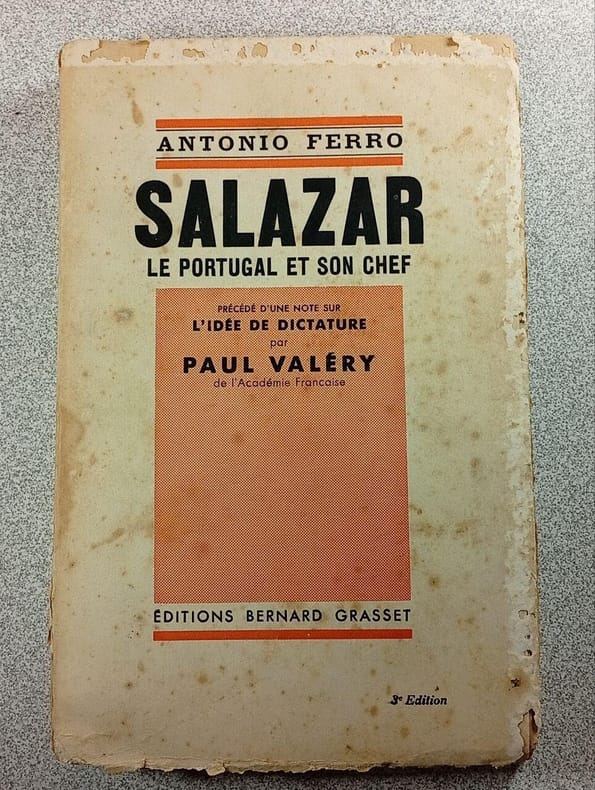 ANTONIO FERRO
SALAZAR
LE PORTUGAL ET SON CHEF
PRÉCÉDÉ D'UNE NOTE SUR
L'IDÉE DE DICTATURE
par
PAUL VALÉRY
de l'Académie Francaise
ÉDITIONS BERNARD GRASSET
3e Edition